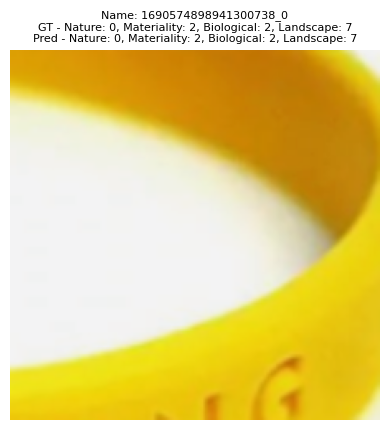 Name: 1690574898941300738_0
GT - Nature: 0, Materiality: 2, Biological: 2, Landscape: 7
Pred - Nature: 0, Materiality: 2, Biological: 2, Landscape: 7
NG